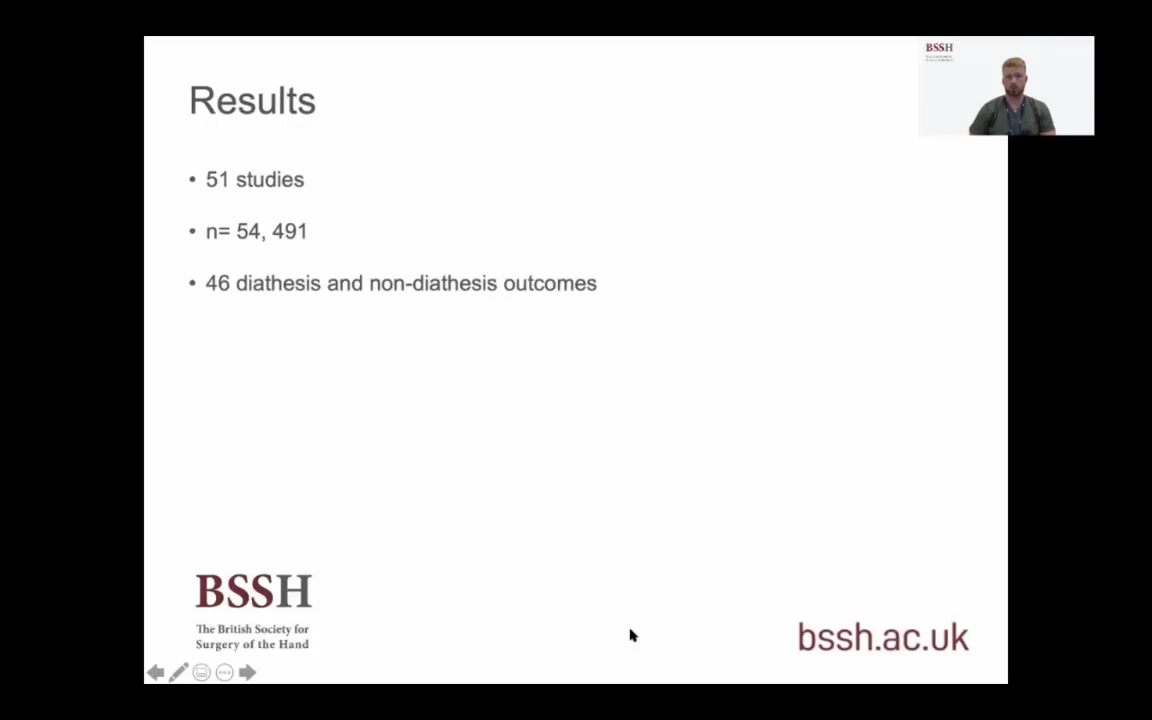 Results
• 51 studies
• n= 54, 491
• 46 diathesis and non-diathesis outcomes
BSSH
BSSH
The British Society for
Surgery of the Hand
bssh.ac.uk